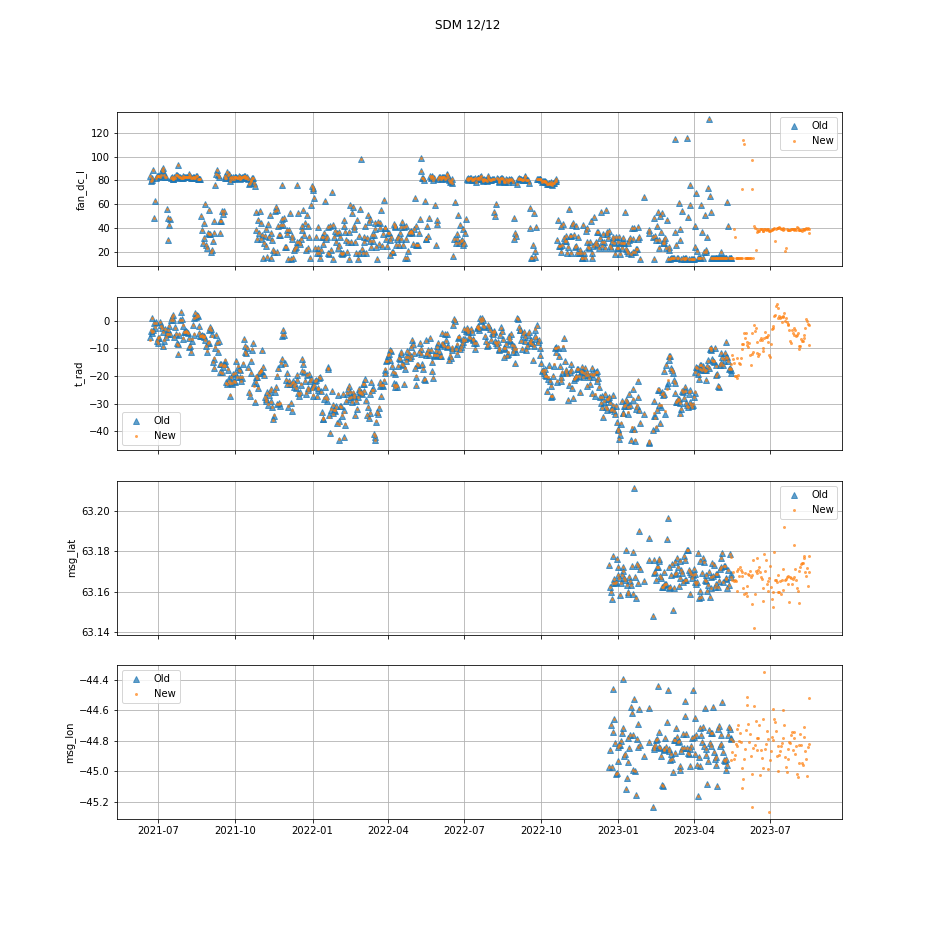 SDM 12/12
120
100
80
60
40
20
fan_dc_I
Old
New
0
−10
−20
−30
−40
t_rad
Old
New
63.20
63.18
63.16
63.14
msg_lat
Old
New
−44.4
−44.6
−44.8
−45.0
−45.2
msg_lon
Old
New
2021-07 2021-10 2022-01 2022-04 2022-07 2022-10 2023-01 2023-04 2023-07